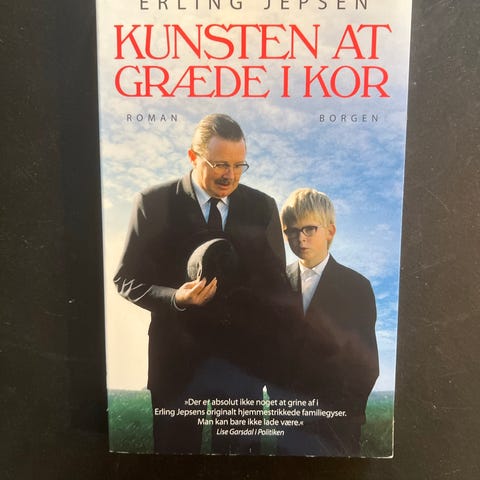 ERLING JEPSEN
KUNSTEN AT
GRÆDE I KOR
ROMAN BORGEN
»Der er absolut ikke noget at grine af i
Erling Jepsens originalt hjemmestrikkede familiegyser.
Man kan bare ikke lade være.«
Lise Garsdal i Politiken